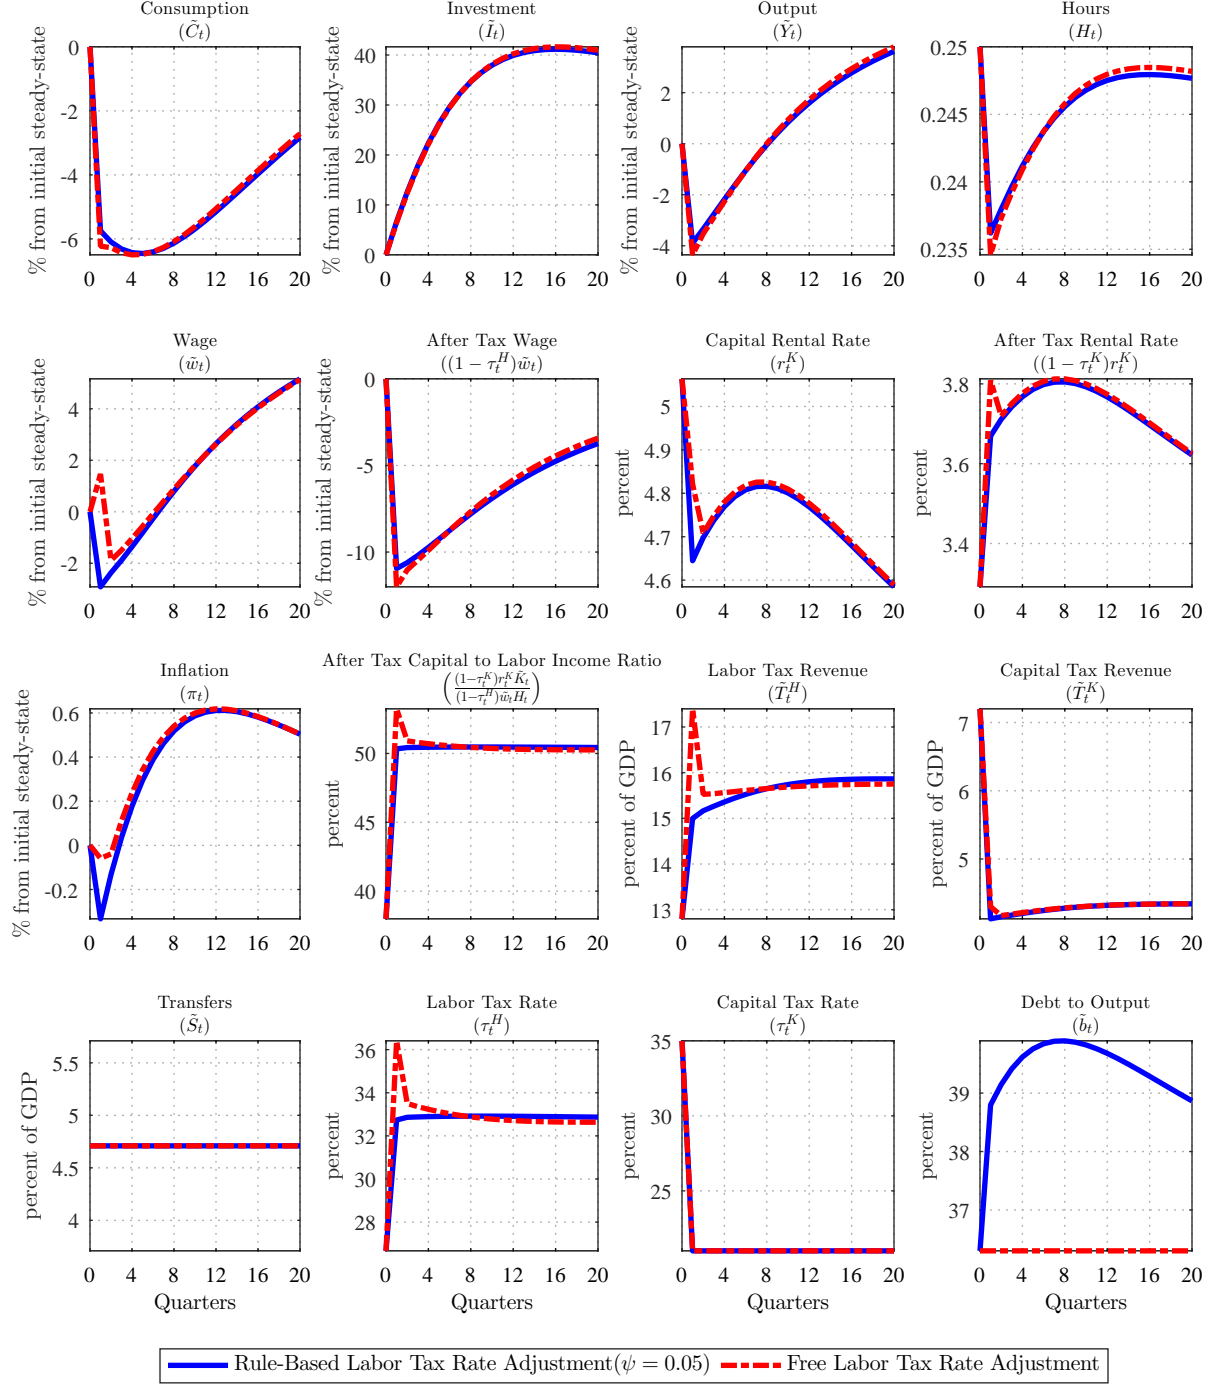 Consumption
(C̃ₜ)
% from initial steady-state
0
-2
-4
-6
0 4 8 12 16 20
Investment
(Ĩₜ)
% from initial steady-state
40
30
20
10
0
0 4 8 12 16 20
Output
(Ỹₜ)
% from initial steady-state
2
0
-2
-4
0 4 8 12 16 20
Hours
(Hₜ)
0.25
0.245
0.24
0.235
0 4 8 12 16 20
Wage
(w̃ₜ)
% from initial steady-state
4
2
0
-2
0 4 8 12 16 20
After Tax Wage
((1 − τₜᴴ)w̃ₜ)
% from initial steady-state
0
-5
-10
0 4 8 12 16 20
Capital Rental Rate
(rₜᴷ)
percent
5
4.9
4.8
4.7
4.6
0 4 8 12 16 20
After Tax Rental Rate
((1 − τₜᴷ)rₜᴷ)
percent
3.8
3.6
3.4
0 4 8 12 16 20
Inflation
(πₜ)
% from initial steady-state
0.6
0.4
0.2
0
-0.2
0 4 8 12 16 20
After Tax Capital to Labor Income Ratio
((1−τₜᴷ)rₜᴷK̃ₜ / (1−τₜᴴ)w̃ₜHₜ)
percent
50
45
40
0 4 8 12 16 20
Labor Tax Revenue
(T̃ₜᴴ)
percent of GDP
17
16
15
14
13
0 4 8 12 16 20
Capital Tax Revenue
(T̃ₜᴷ)
percent of GDP
7
6
5
0 4 8 12 16 20
Transfers
(S̃ₜ)
percent of GDP
5.5
5
4.5
4
0 4 8 12 16 20
Quarters
Labor Tax Rate
(τₜᴴ)
percent
36
34
32
30
28
0 4 8 12 16 20
Quarters
Capital Tax Rate
(τₜᴷ)
percent
35
30
25
0 4 8 12 16 20
Quarters
Debt to Output
(b̃ₜ)
percent
39
38
37
0 4 8 12 16 20
Quarters
Rule-Based Labor Tax Rate Adjustment(ψ = 0.05) Free Labor Tax Rate Adjustment